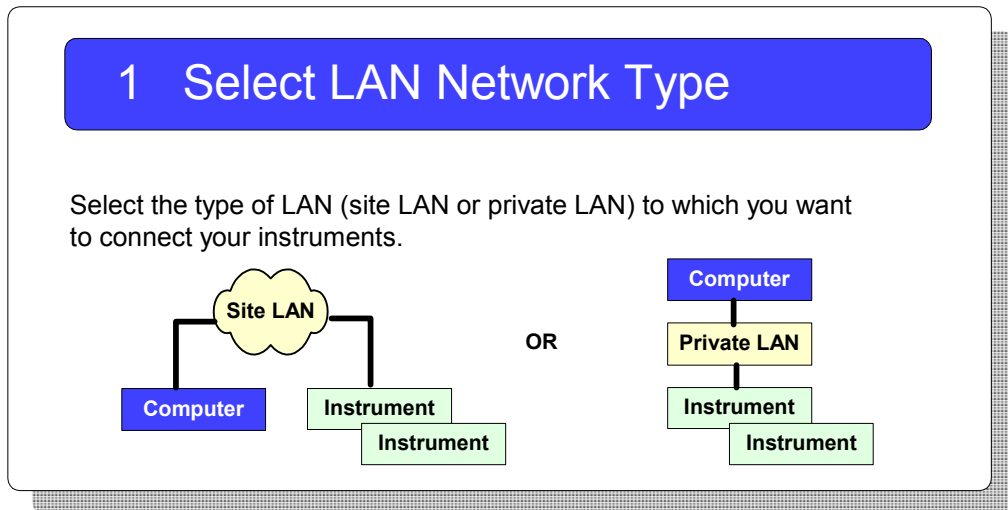 1 Select LAN Network Type
Select the type of LAN (site LAN or private LAN) to which you want
to connect your instruments.
Site LAN
Computer
Instrument
Instrument
OR
Computer
Private LAN
Instrument
Instrument